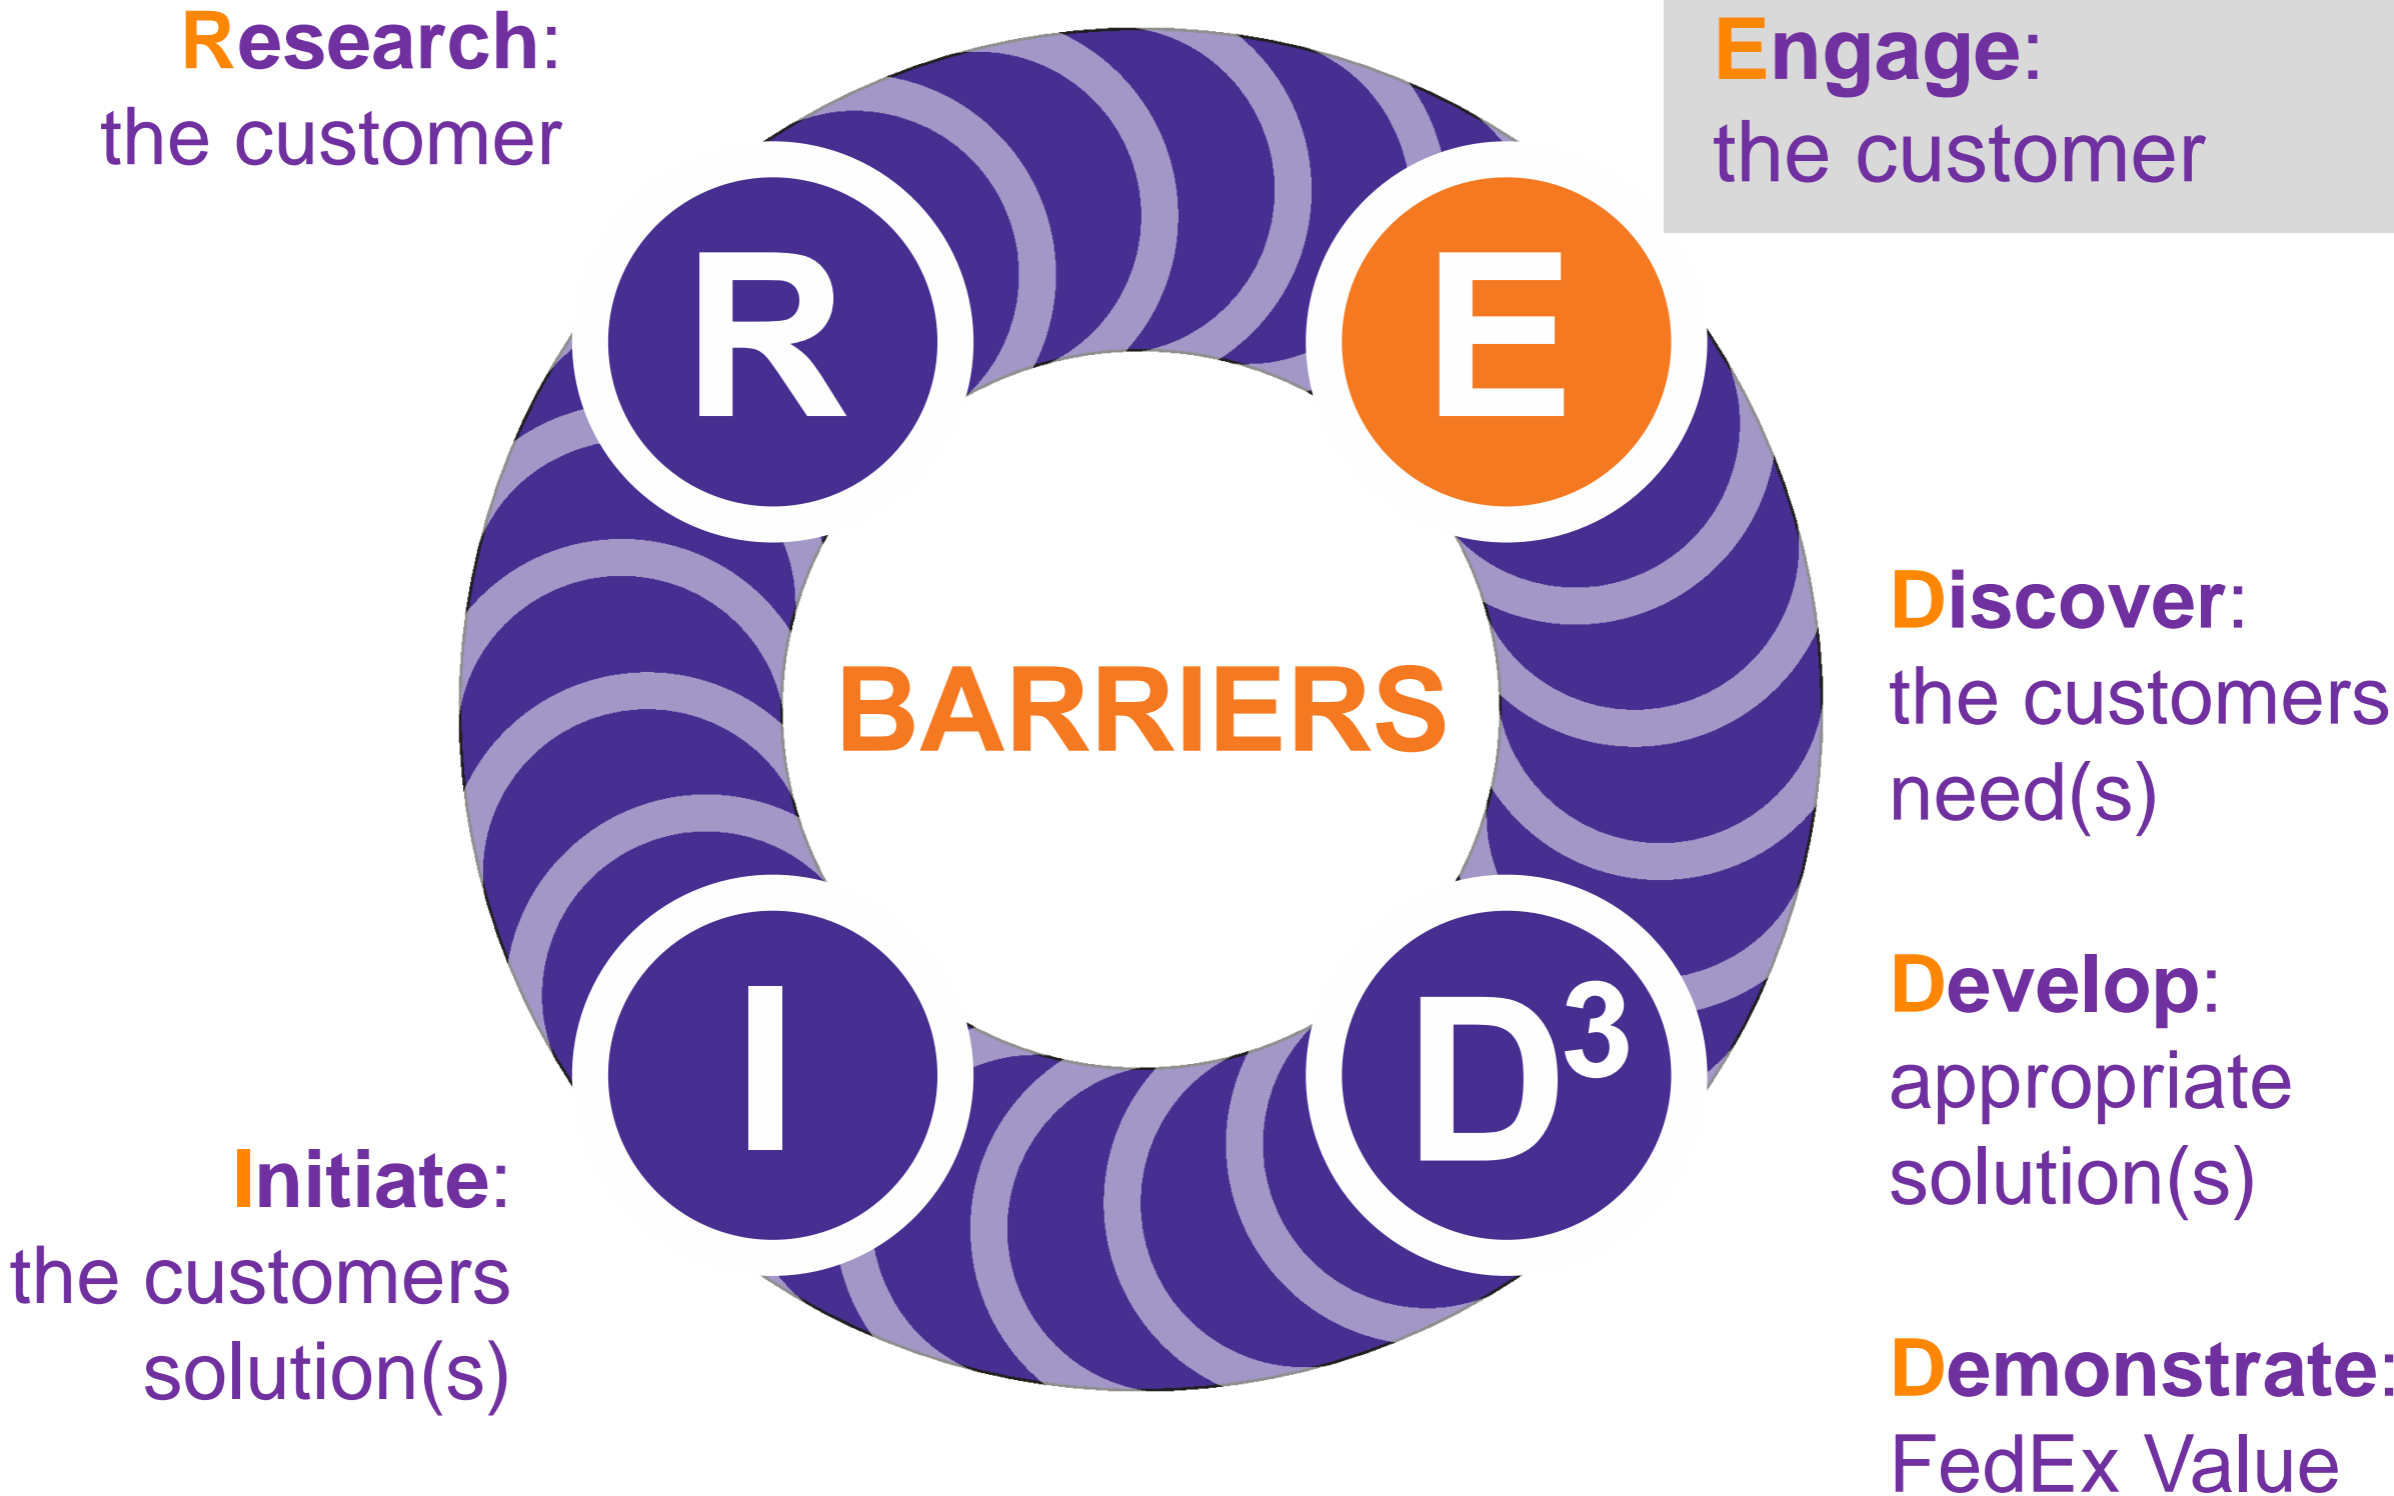 Research:
the customer
Engage:
the customer
R
E
Discover:
the customers
need(s)
BARRIERS
Develop:
appropriate
solution(s)
I
D³
Initiate:
the customers
solution(s)
Demonstrate:
FedEx Value